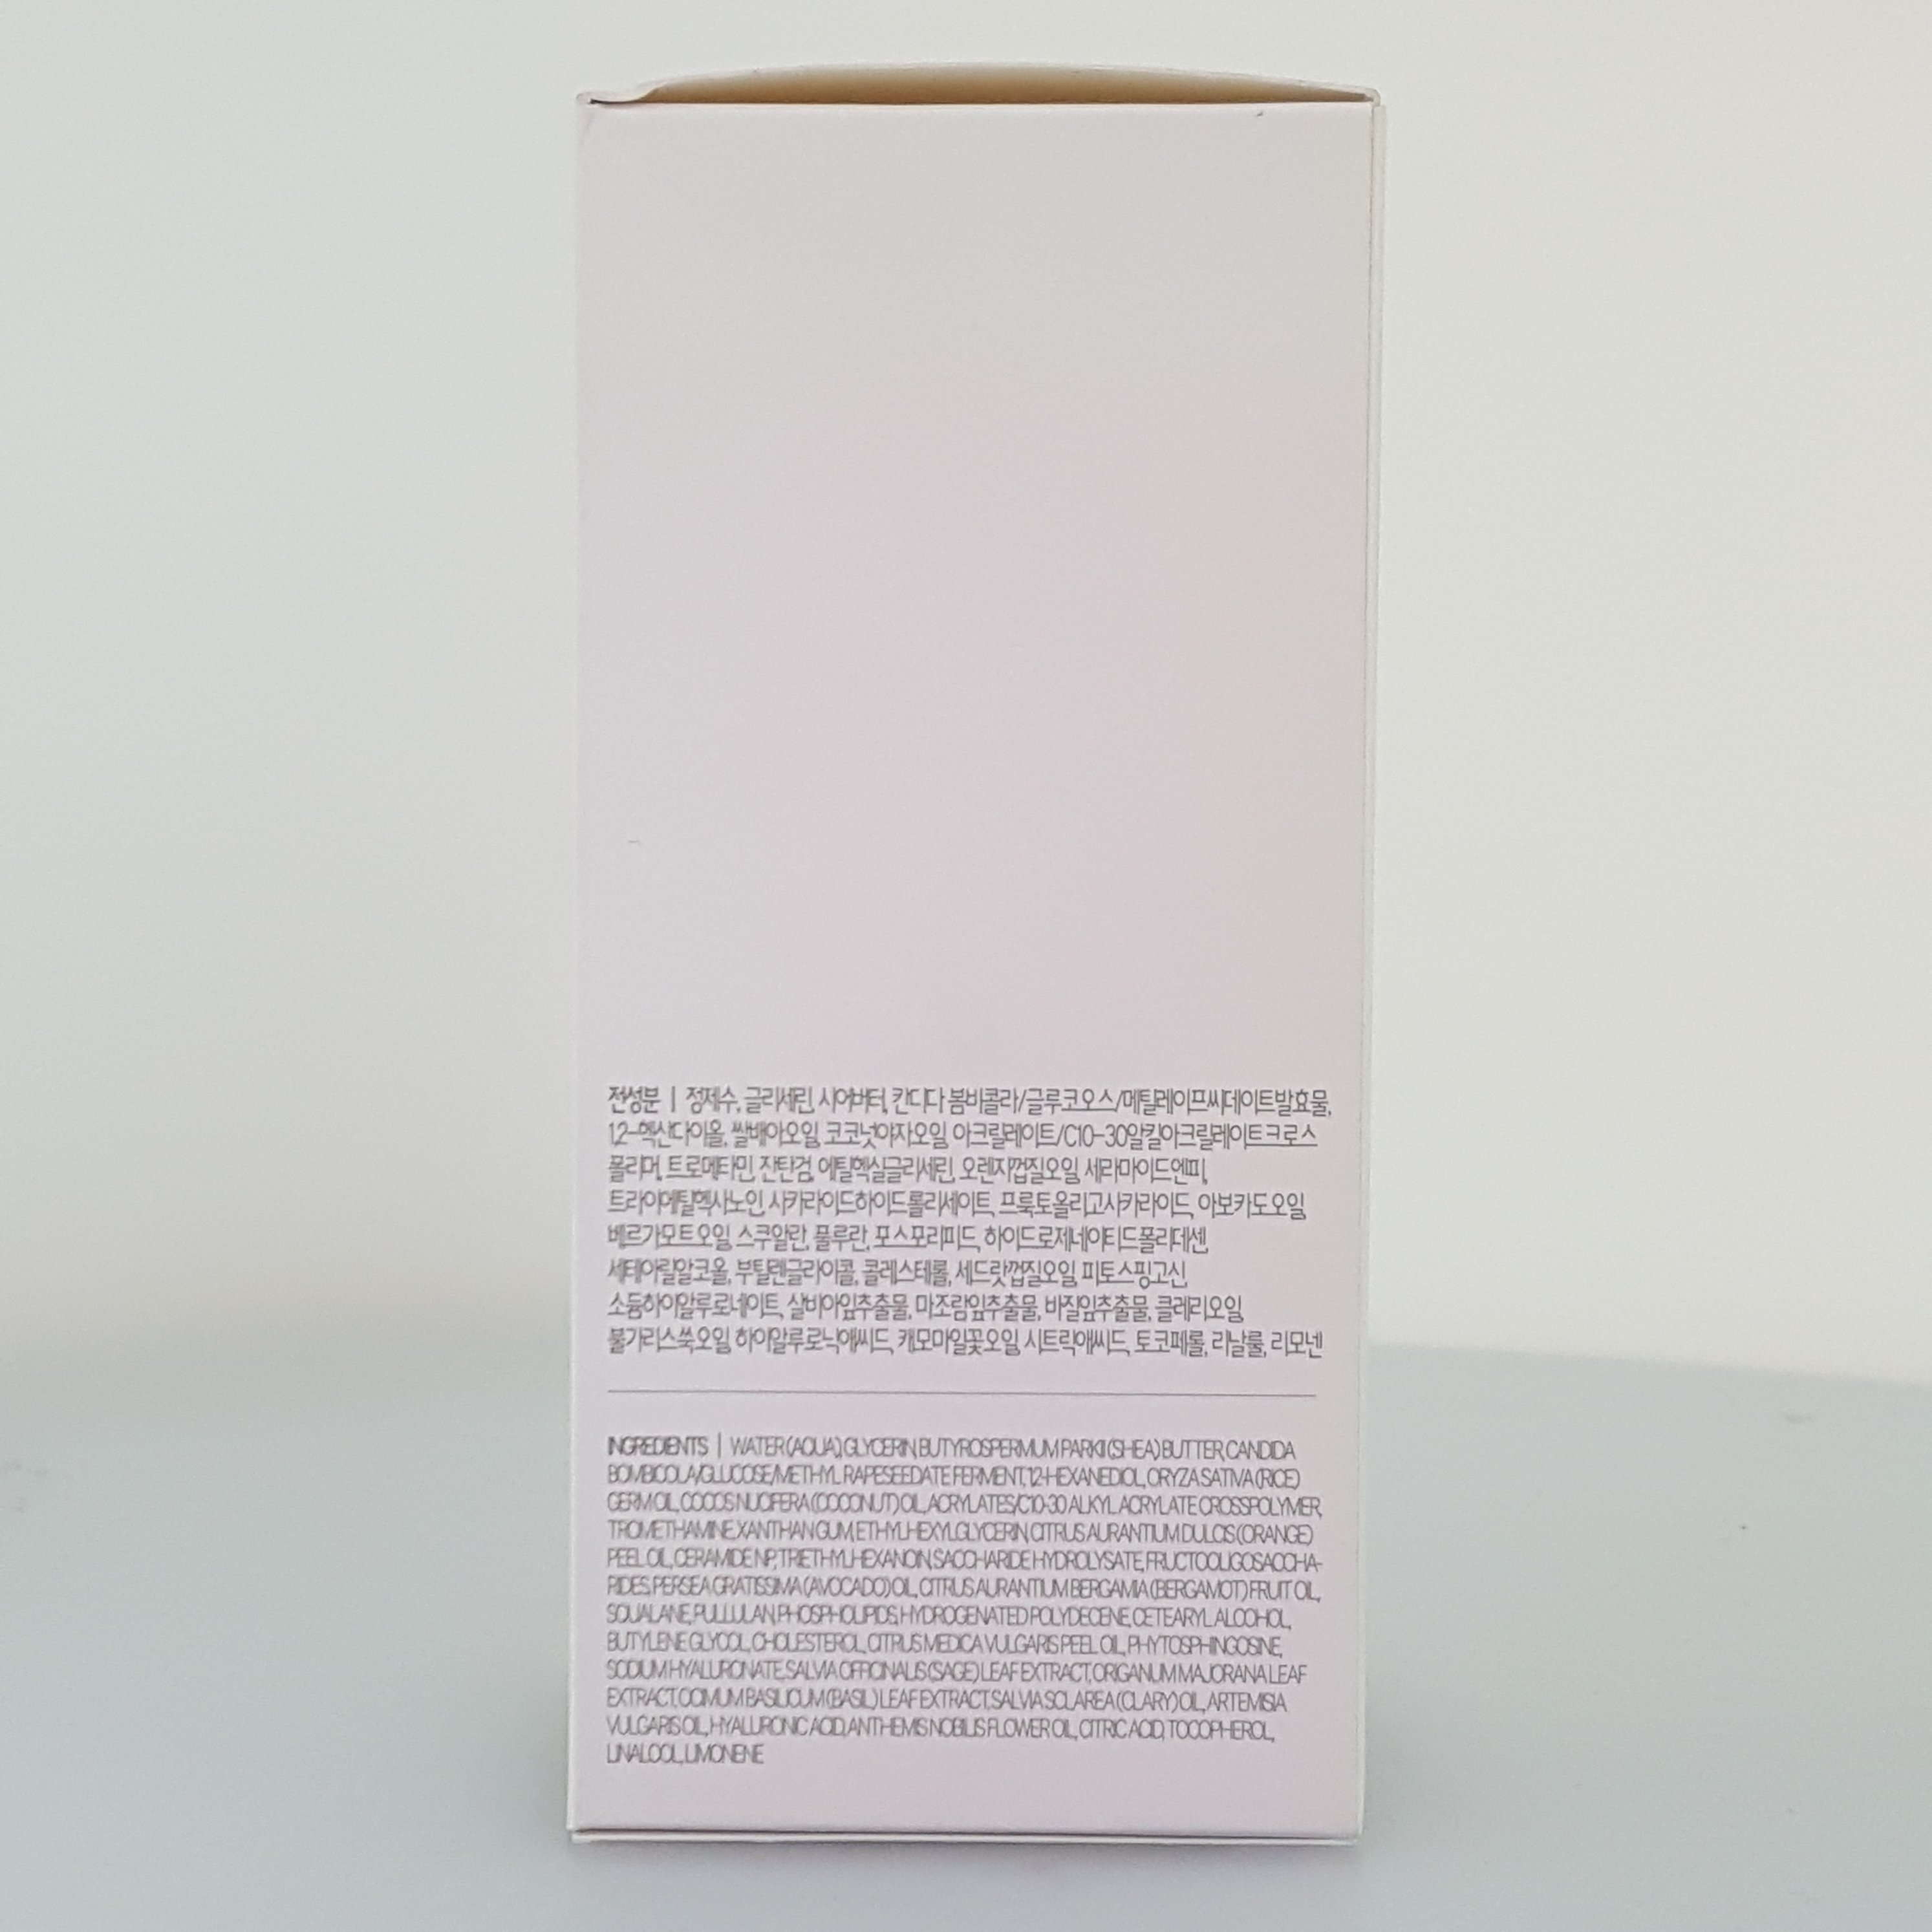 전성분 | 정제수, 글리세린, 시어버터, 칸디다 봄비콜라/글루코오스/메틸레이프씨데이트발효물,
1,2-헥산다이올, 쌀배아오일, 코코넛야자오일, 아크릴레이트/C10-30알킬아크릴레이트크로스
폴리머, 트로메타민, 잔탄검, 에틸헥실글리세린, 오렌지껍질오일, 세라마이드엔피,
트라이에틸헥사노인, 사카라이드하이드롤리세이트, 프룩토올리고사카라이드, 아보카도오일,
베르가모트오일, 스쿠알란, 풀루란, 포스포리피드, 하이드로제네이티드폴리데센,
세테아릴알코올, 부틸렌글라이콜, 콜레스테롤, 세드랏껍질오일, 피토스핑고신,
소듐하이알루로네이트, 살비아잎추출물, 마조람잎추출물, 바질잎추출물, 클레리오일,
불가리스쑥오일, 하이알루로닉애씨드, 캐모마일꽃오일, 시트릭애씨드, 토코페롤, 리날룰, 리모넨
INGREDIENTS | WATER (AQUA), GLYCERIN, BUTYROSPERMUM PARKII (SHEA) BUTTER, CANDIDA
BOMBICOLA/GLUCOSE/METHYL RAPESEEDATE FERMENT, 1,2-HEXANEDIOL, ORYZA SATIVA (RICE)
GERM OIL, COCOS NUCIFERA (COCONUT) OIL, ACRYLATES/C10-30 ALKYL ACRYLATE CROSSPOLYMER,
TROMETHAMINE, XANTHAN GUM, ETHYLHEXYLGLYCERIN, CITRUS AURANTIUM DULCIS (ORANGE)
PEEL OIL, CERAMIDE NP, TRIETHYLHEXANOIN, SACCHARIDE HYDROLYSATE, FRUCTOOLIGOSACCHA-
RIDES, PERSEA GRATISSIMA (AVOCADO) OIL, CITRUS AURANTIUM BERGAMIA (BERGAMOT) FRUIT OIL,
SQUALANE, PULLULAN, PHOSPHOLIPIDS, HYDROGENATED POLYDECENE, CETEARYL ALCOHOL,
BUTYLENE GLYCOL, CHOLESTEROL, CITRUS MEDICA VULGARIS PEEL OIL, PHYTOSPHINGOSINE,
SODIUM HYALURONATE, SALVIA OFFICINALIS (SAGE) LEAF EXTRACT, ORIGANUM MAJORANA LEAF
EXTRACT, OCIMUM BASILICUM (BASIL) LEAF EXTRACT, SALVIA SCLAREA (CLARY) OIL, ARTEMISIA
VULGARIS OIL, HYALURONIC ACID, ANTHEMIS NOBILIS FLOWER OIL, CITRIC ACID, TOCOPHEROL,
LINALOOL, LIMONENE